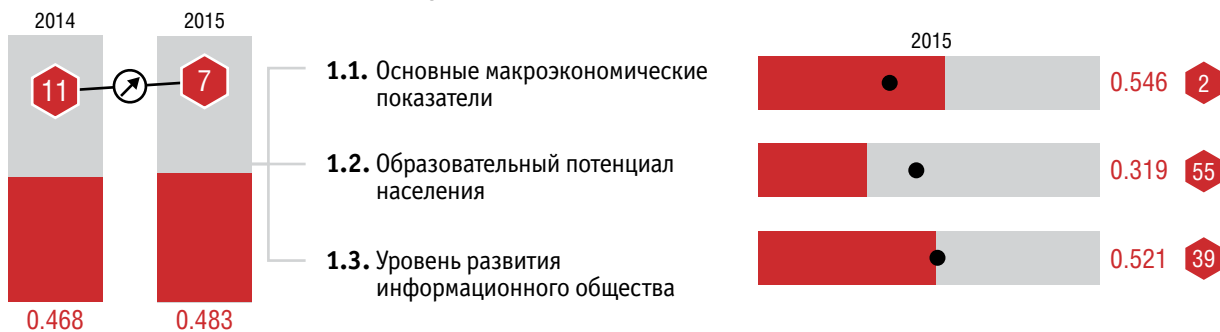 2014
2015
11
7
0.468
0.483
1.1. Основные макроэкономические
показатели
1.2. Образовательный потенциал
населения
1.3. Уровень развития
информационного общества
2015
0.546 2
0.319 55
0.521 39